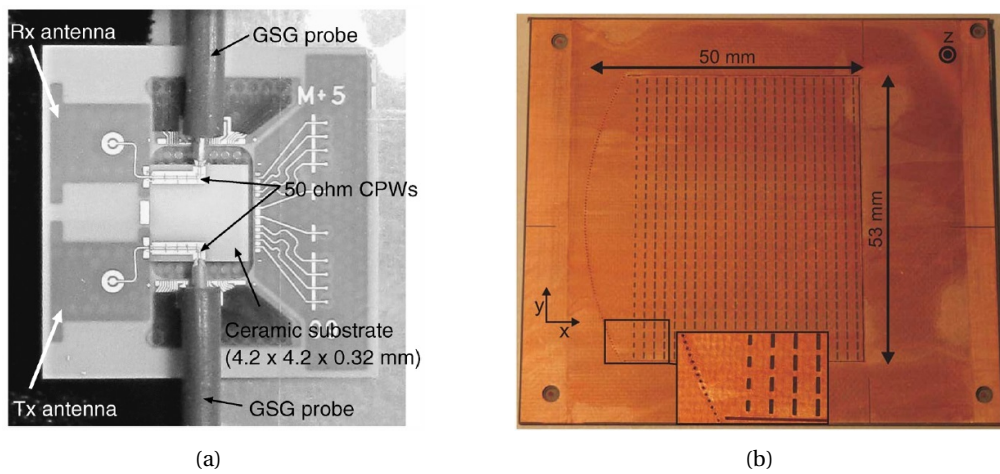 Rx antenna
GSG probe
M+5
50 ohm CPWs
Ceramic substrate
(4.2 x 4.2 x 0.32 mm)
Tx antenna
GSG probe
(a)
50 mm
z
53 mm
y
x
(b)